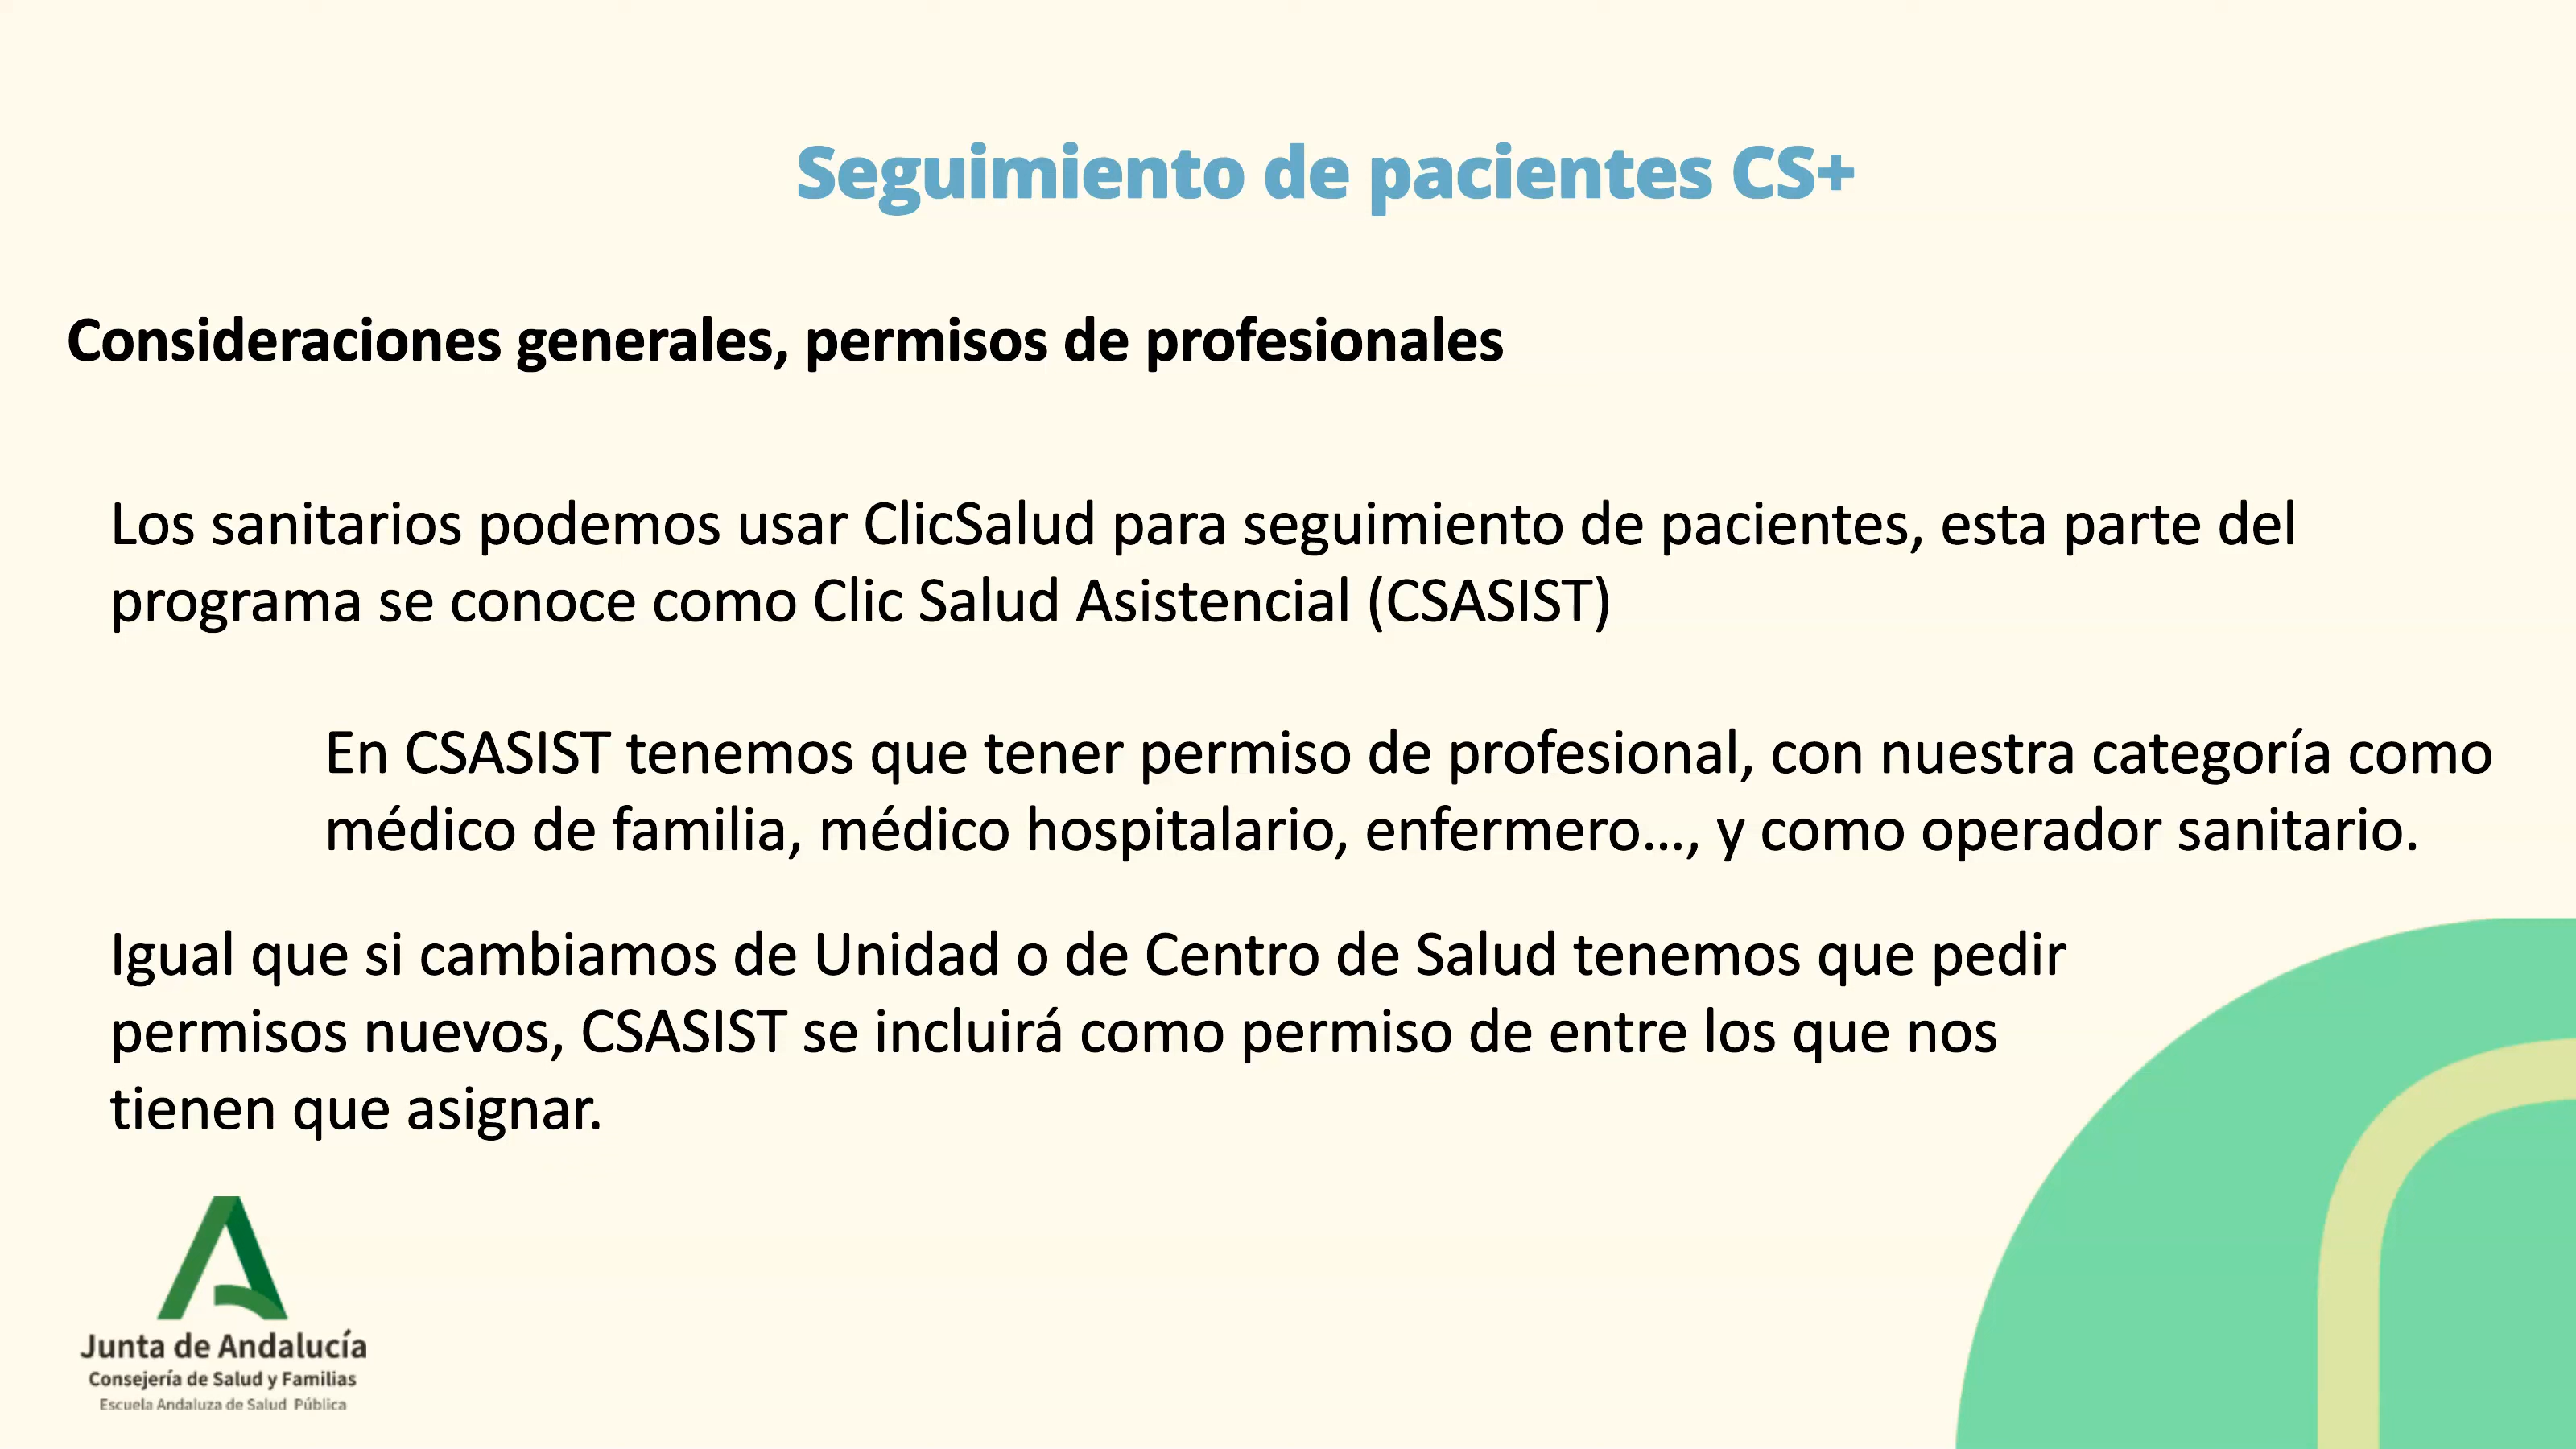 Seguimiento de pacientes CS+
Consideraciones generales, permisos de profesionales
Los sanitarios podemos usar ClicSalud para seguimiento de pacientes, esta parte del
programa se conoce como Clic Salud Asistencial (CSASIST)
En CSASIST tenemos que tener permiso de profesional, con nuestra categoría como
médico de familia, médico hospitalario, enfermero…, y como operador sanitario.
Igual que si cambiamos de Unidad o de Centro de Salud tenemos que pedir
permisos nuevos, CSASIST se incluirá como permiso de entre los que nos
tienen que asignar.
Junta de Andalucía
Consejería de Salud y Familias
Escuela Andaluza de Salud Pública